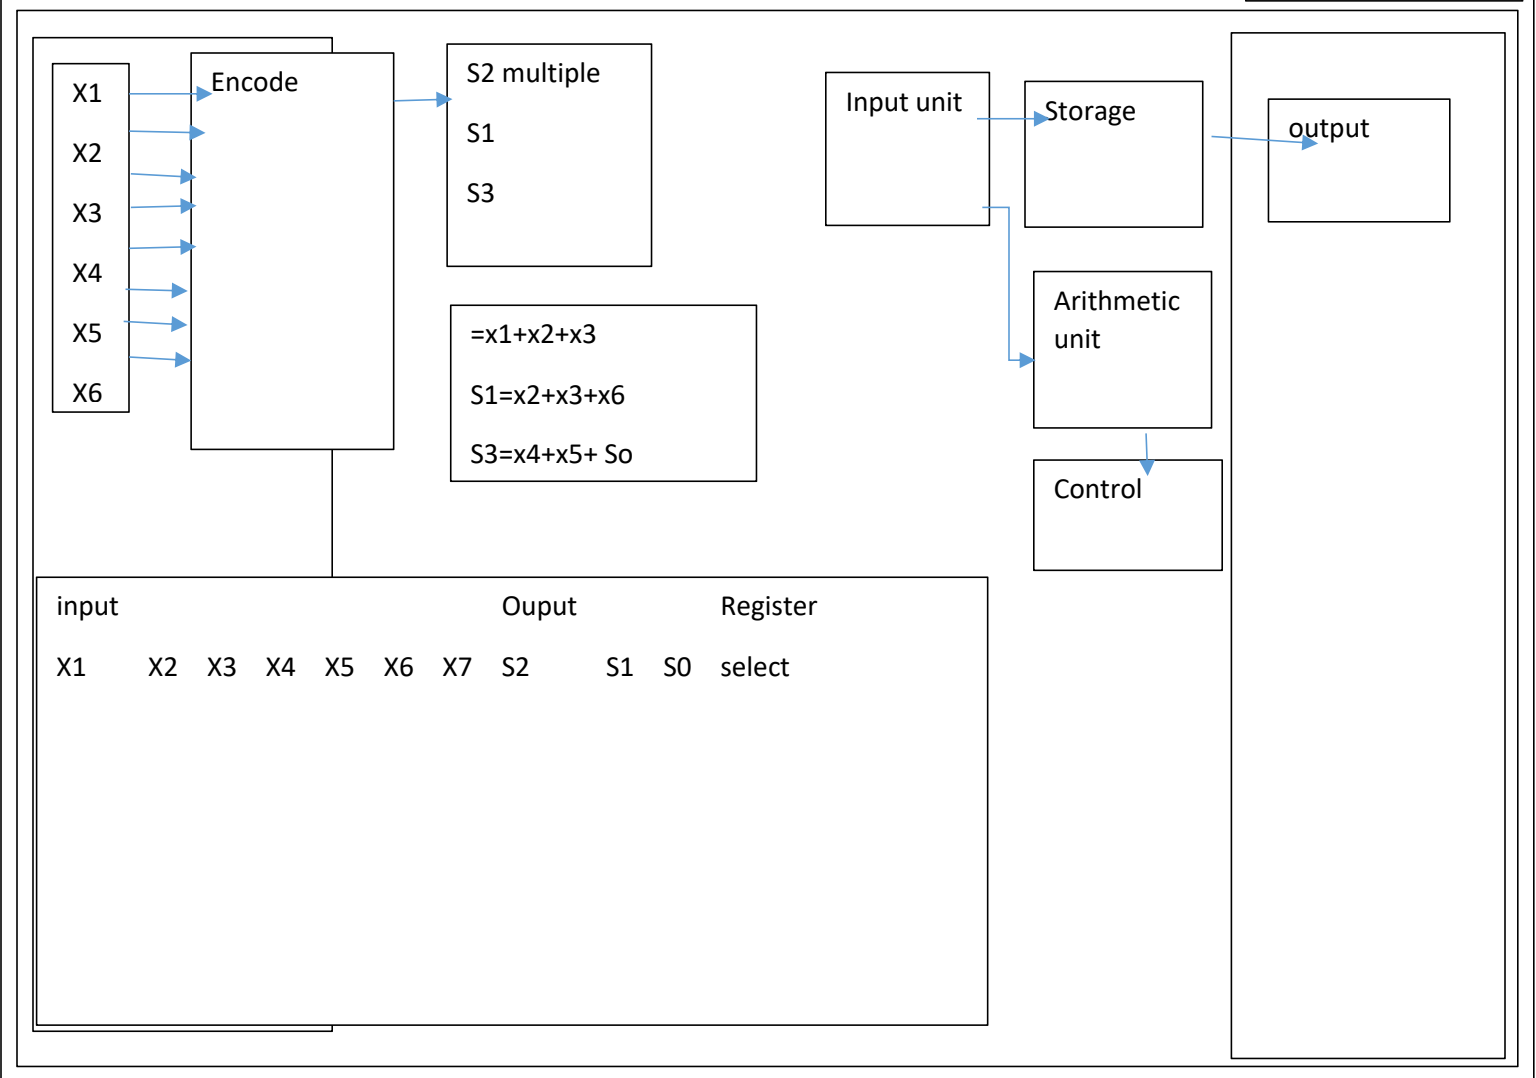 X1
X2
X3
X4
X5
X6
Encode
S2 multiple
S1
S3
=x1+x2+x3
S1=x2+x3+x6
S3=x4+x5+ So
Input unit
Storage
output
Arithmetic
unit
Control
input Ouput Register
X1 X2 X3 X4 X5 X6 X7 S2 S1 S0 select